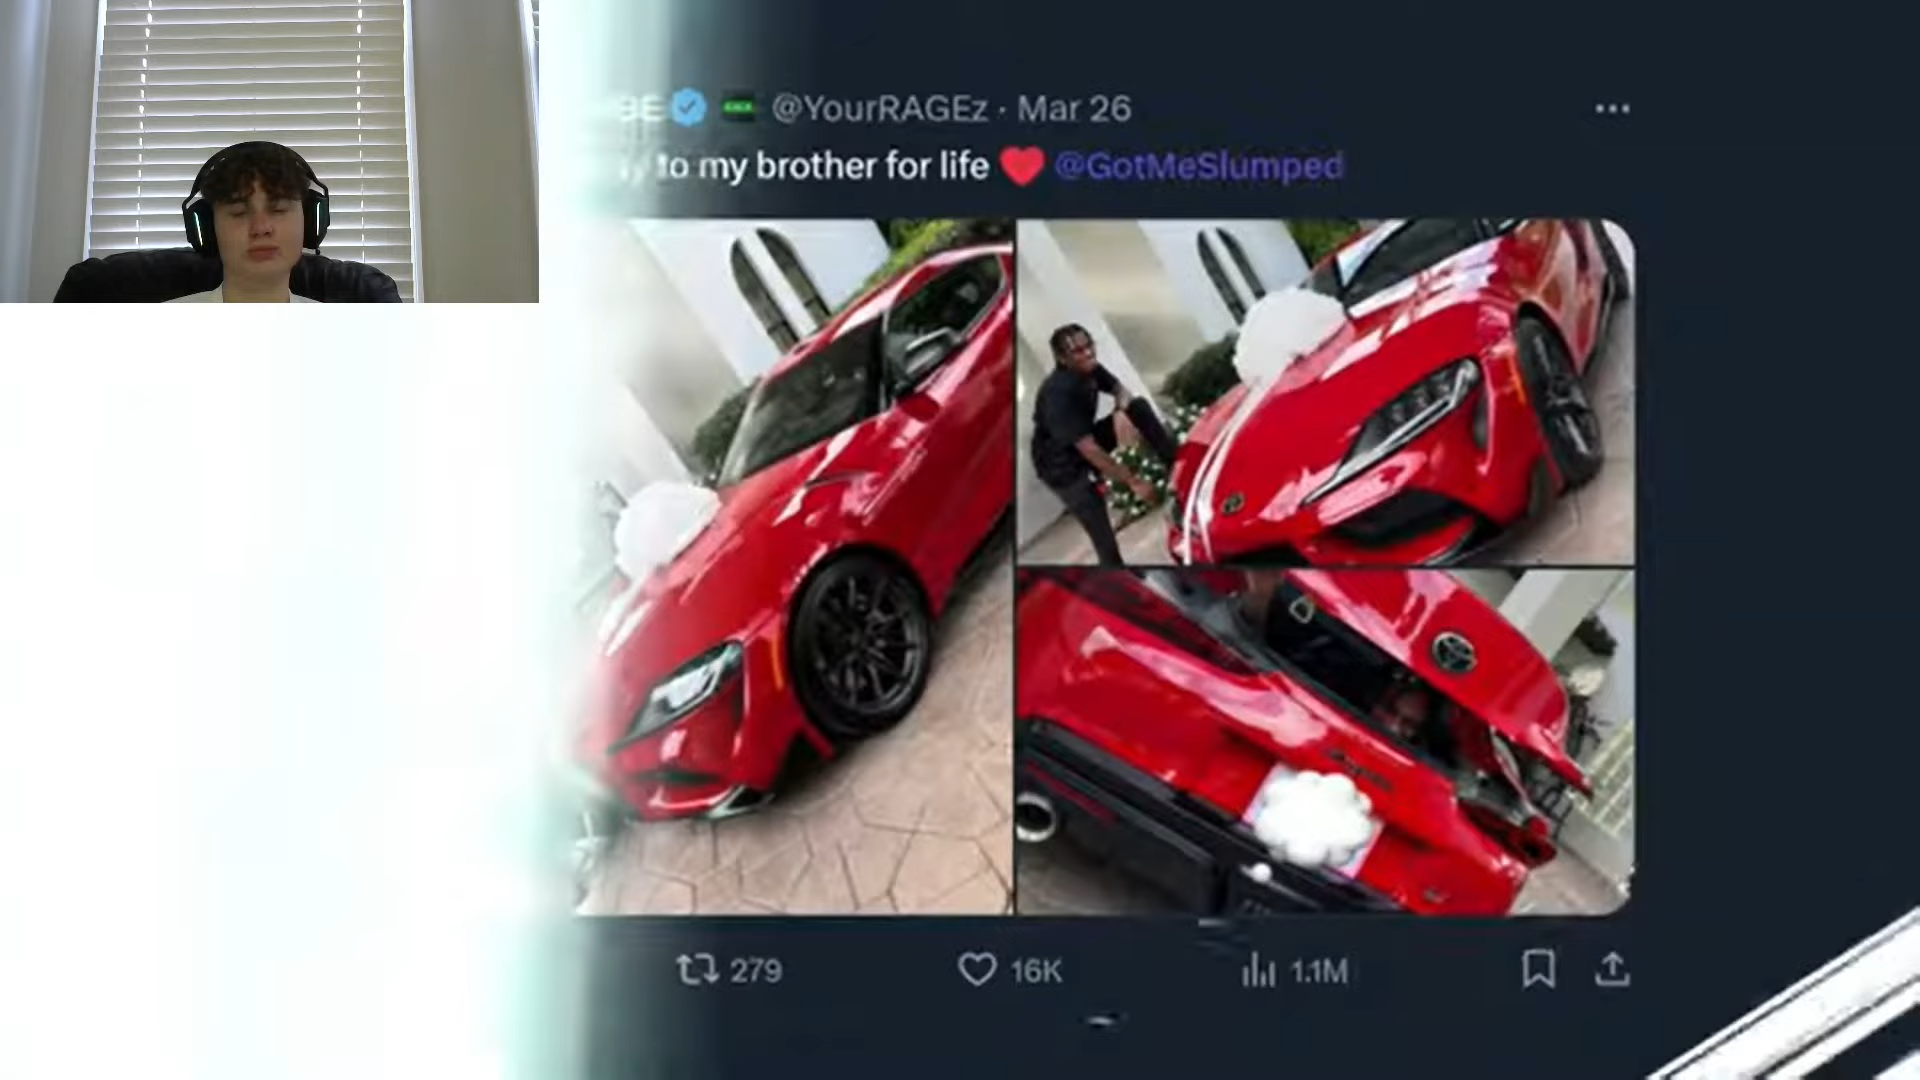 @YourRAGEz · Mar 26
to my brother for life ❤️ @GotMeSlumped
279 16K 1.1M